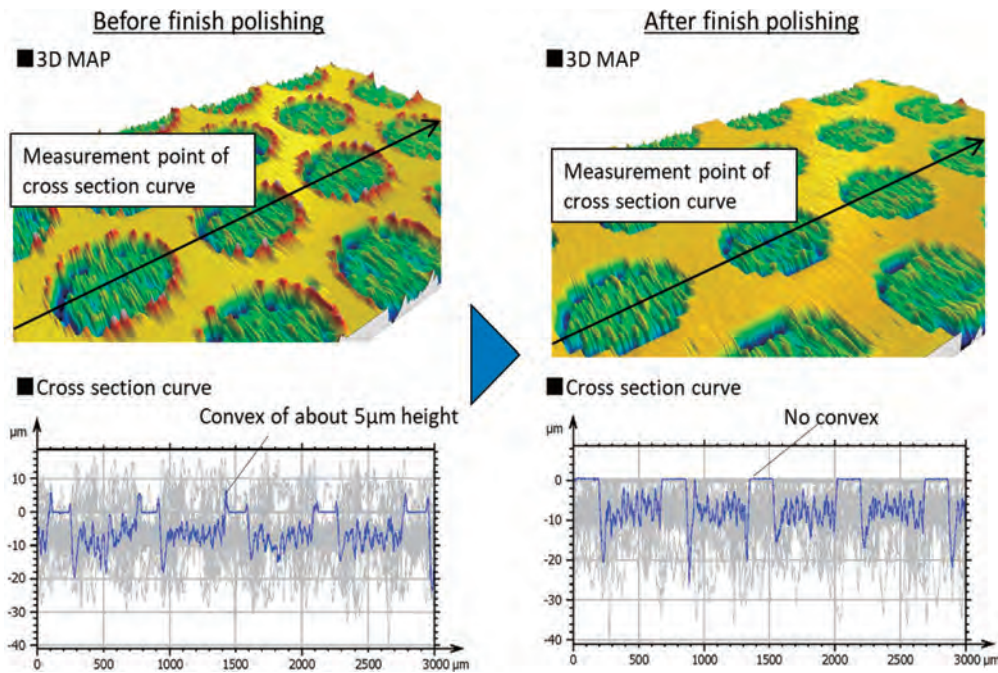 Before finish polishing
■3D MAP
Measurement point of
cross section curve
■Cross section curve
Convex of about 5μm height
μm
10
0
-10
-20
-30
-40
0
500
1000
1500
2000
2500
3000 μm
After finish polishing
■3D MAP
Measurement point of
cross section curve
■Cross section curve
No convex
μm
0
-10
-20
-30
-40
0
500
1000
1500
2000
2500
3000 μm